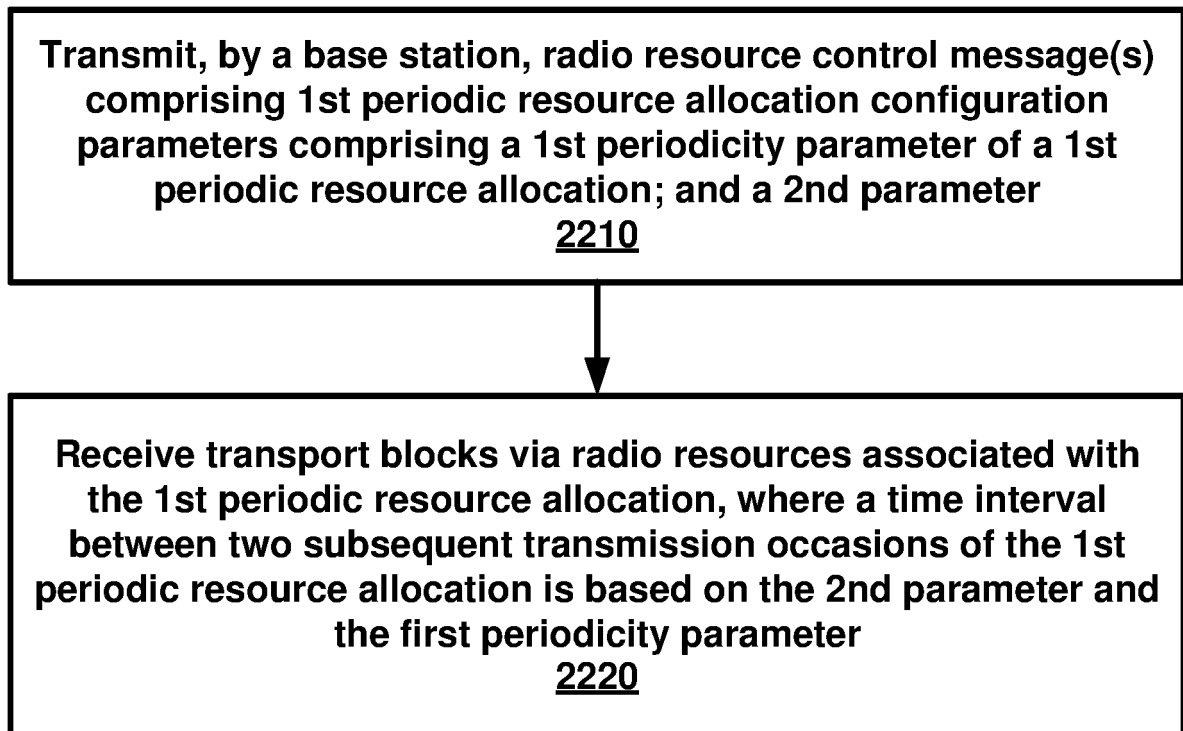 Transmit, by a base station, radio resource control message(s)
comprising 1st periodic resource allocation configuration
parameters comprising a 1st periodicity parameter of a 1st
periodic resource allocation; and a 2nd parameter
2210
Receive transport blocks via radio resources associated with
the 1st periodic resource allocation, where a time interval
between two subsequent transmission occasions of the 1st
periodic resource allocation is based on the 2nd parameter and
the first periodicity parameter
2220